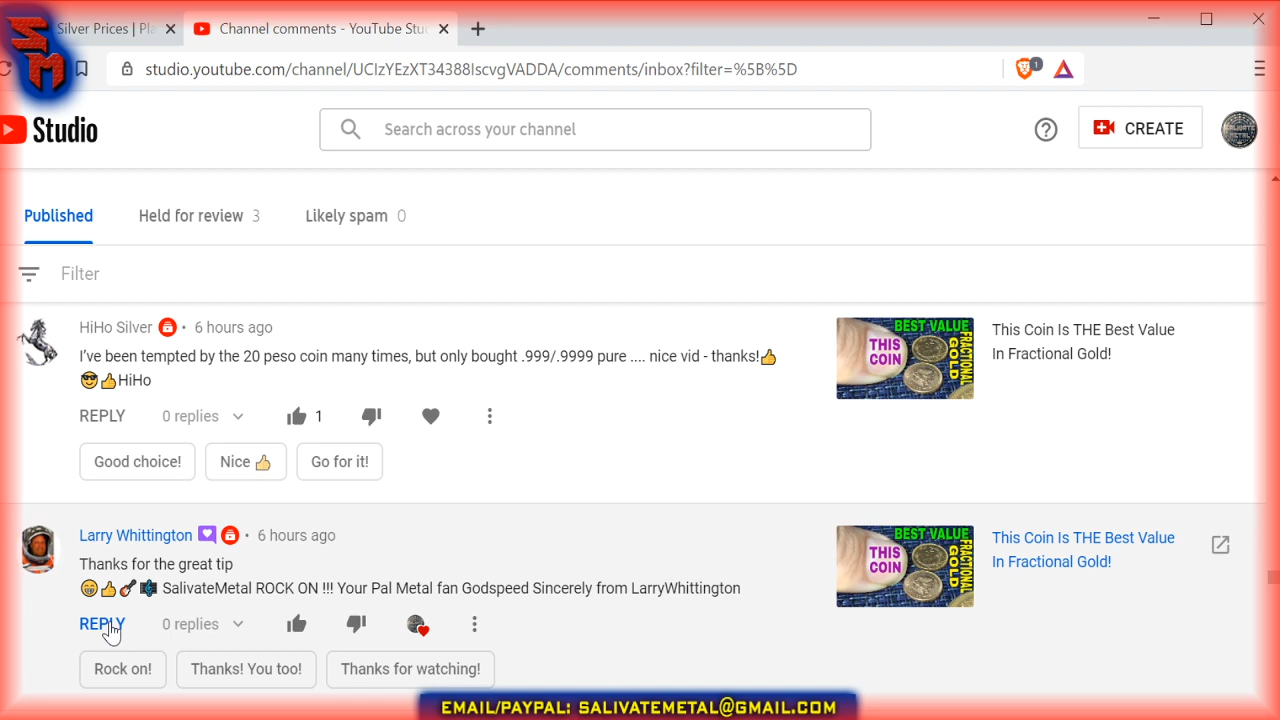 SM
Silver Prices | Pla
Channel comments - YouTube Stu
studio.youtube.com/channel/UCIzYEzXT34388IscvgVADDA/comments/inbox?filter=%5B%5D
1
Studio
Search across your channel
CREATE
SALIVATE
METAL
Published
Held for review 3
Likely spam 0
Filter
HiHo Silver • 6 hours ago
I've been tempted by the 20 peso coin many times, but only bought .999/.9999 pure .... nice vid - thanks!👍
😎👍HiHo
REPLY 0 replies 1
Good choice! Nice 👍 Go for it!
BEST VALUE
THIS
COIN
FRACTIONAL
GOLD
This Coin Is THE Best Value
In Fractional Gold!
Larry Whittington • 6 hours ago
Thanks for the great tip
😁👍🎸 SalivateMetal ROCK ON !!! Your Pal Metal fan Godspeed Sincerely from LarryWhittington
REPLY 0 replies
Rock on! Thanks! You too! Thanks for watching!
BEST VALUE
THIS
COIN
FRACTIONAL
GOLD
This Coin Is THE Best Value
In Fractional Gold!
EMAIL/PAYPAL: SALIVATEMETAL@GMAIL.COM